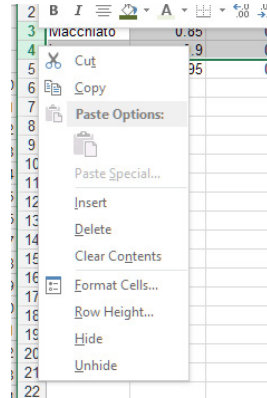 2 B I A .00
3 Macchiato 0.85
4 .9
5 95
6
7
8
9
10
11
12
13
14
15
16
17
18
19
20
21
22
Cut
Copy
Paste Options:
Paste Special...
Insert
Delete
Clear Contents
Format Cells...
Row Height...
Hide
Unhide